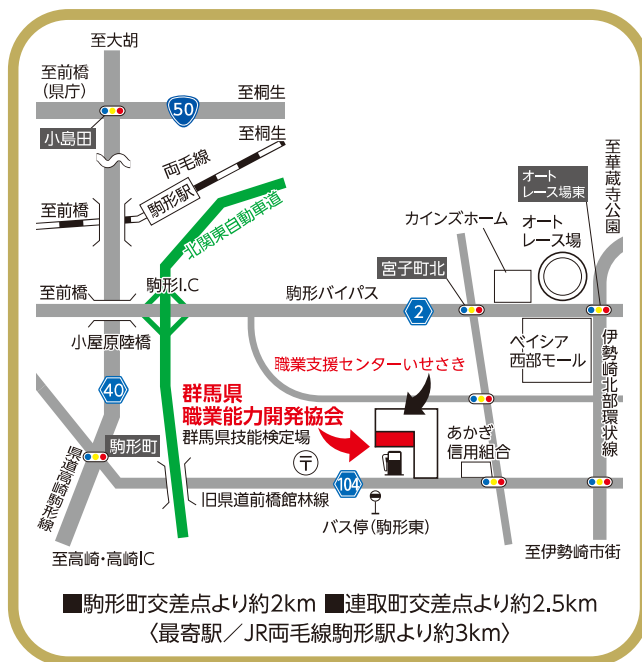 至大胡
至前橋
(県庁)
50
至桐生
小島田
至桐生
両毛線
駒形駅
至前橋
北関東自動車道
至華蔵寺公園
オート
レース場東
カインズホーム
オート
レース場
宮子町北
駒形I.C
至前橋
駒形バイパス
2
小屋原陸橋
ベイシア
西部モール
伊勢崎北部環状線
職業支援センターいせさき
40
群馬県
職業能力開発協会
群馬県技能検定場
駒形町
あかぎ
信用組合
県道高崎駒形線
〒
104
旧県道前橋館林線
バス停(駒形東)
至高崎・高崎IC
至伊勢崎市街
■駒形町交差点より約2km ■連取町交差点より約2.5km
〈最寄駅/JR両毛線駒形駅より約3km〉